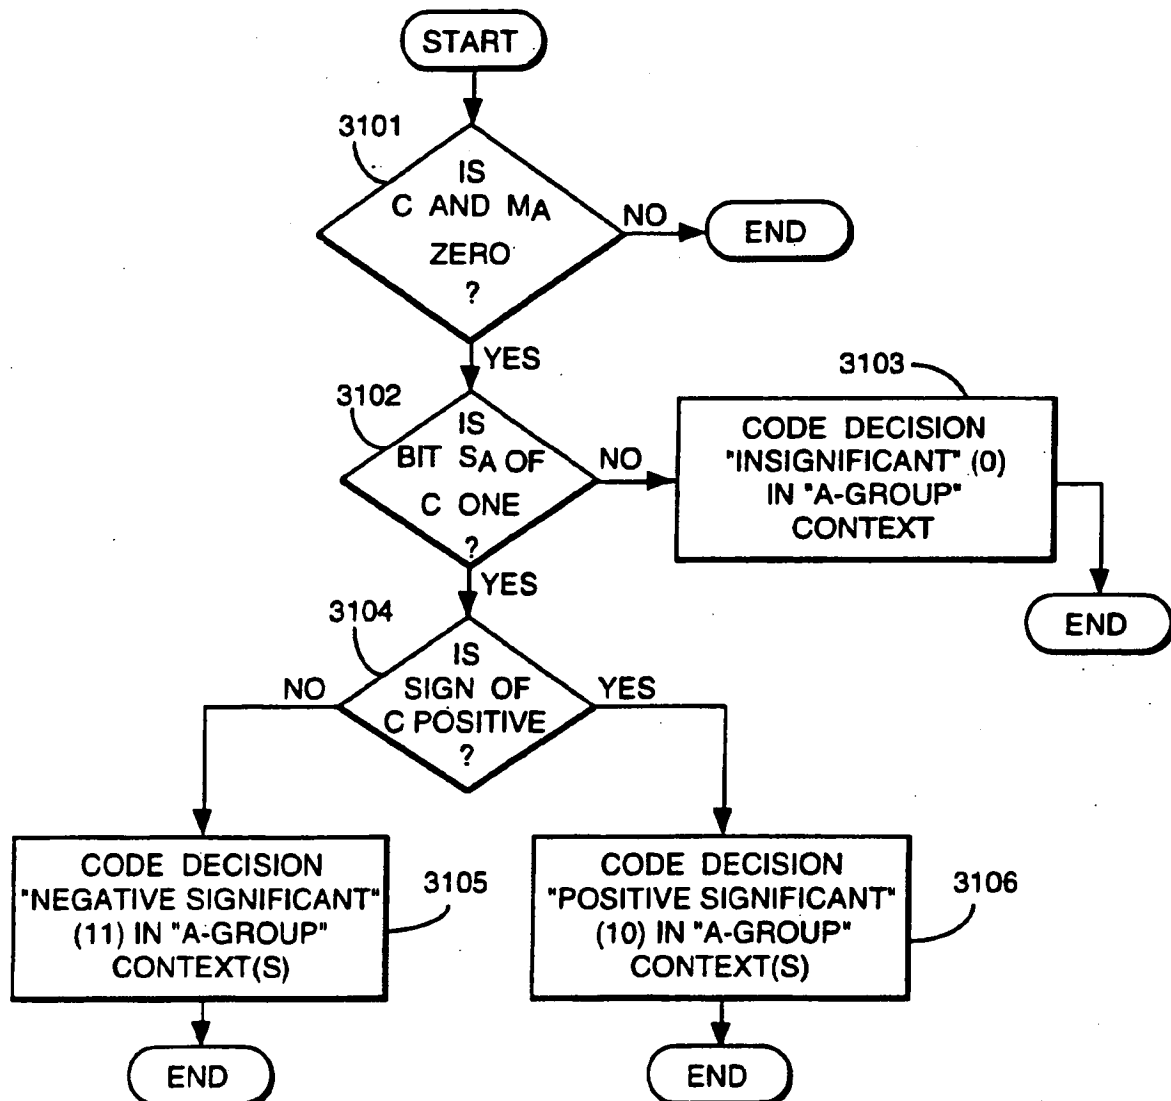 START
3101
IS
C AND MA
ZERO
?
NO
END
YES
3102
IS
BIT SA OF
C ONE
?
NO
3103
CODE DECISION
"INSIGNIFICANT" (0)
IN "A-GROUP"
CONTEXT
END
YES
3104
IS
SIGN OF
C POSITIVE
?
NO
YES
CODE DECISION
"NEGATIVE SIGNIFICANT"
(11) IN "A-GROUP"
CONTEXT(S)
3105
END
CODE DECISION
"POSITIVE SIGNIFICANT"
(10) IN "A-GROUP"
CONTEXT(S)
3106
END